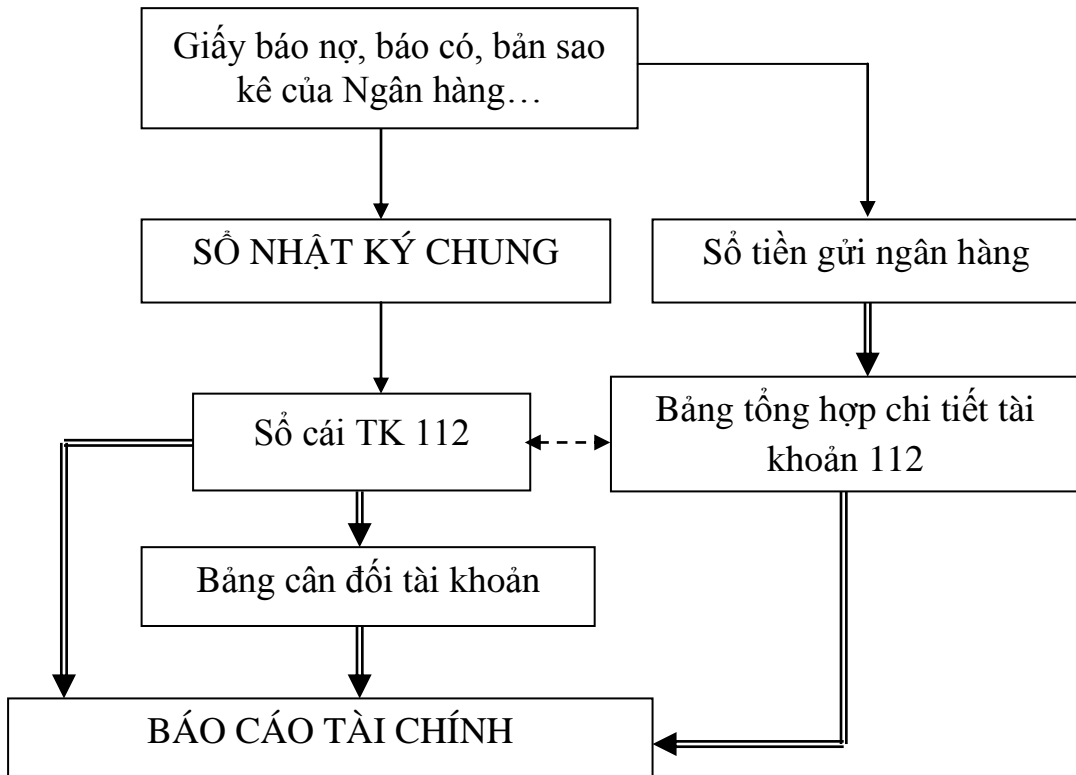 Giấy báo nợ, báo có, bản sao
kê của Ngân hàng…
SỔ NHẬT KÝ CHUNG
Sổ tiền gửi ngân hàng
Sổ cái TK 112
Bảng tổng hợp chi tiết tài
khoản 112
Bảng cân đối tài khoản
BÁO CÁO TÀI CHÍNH